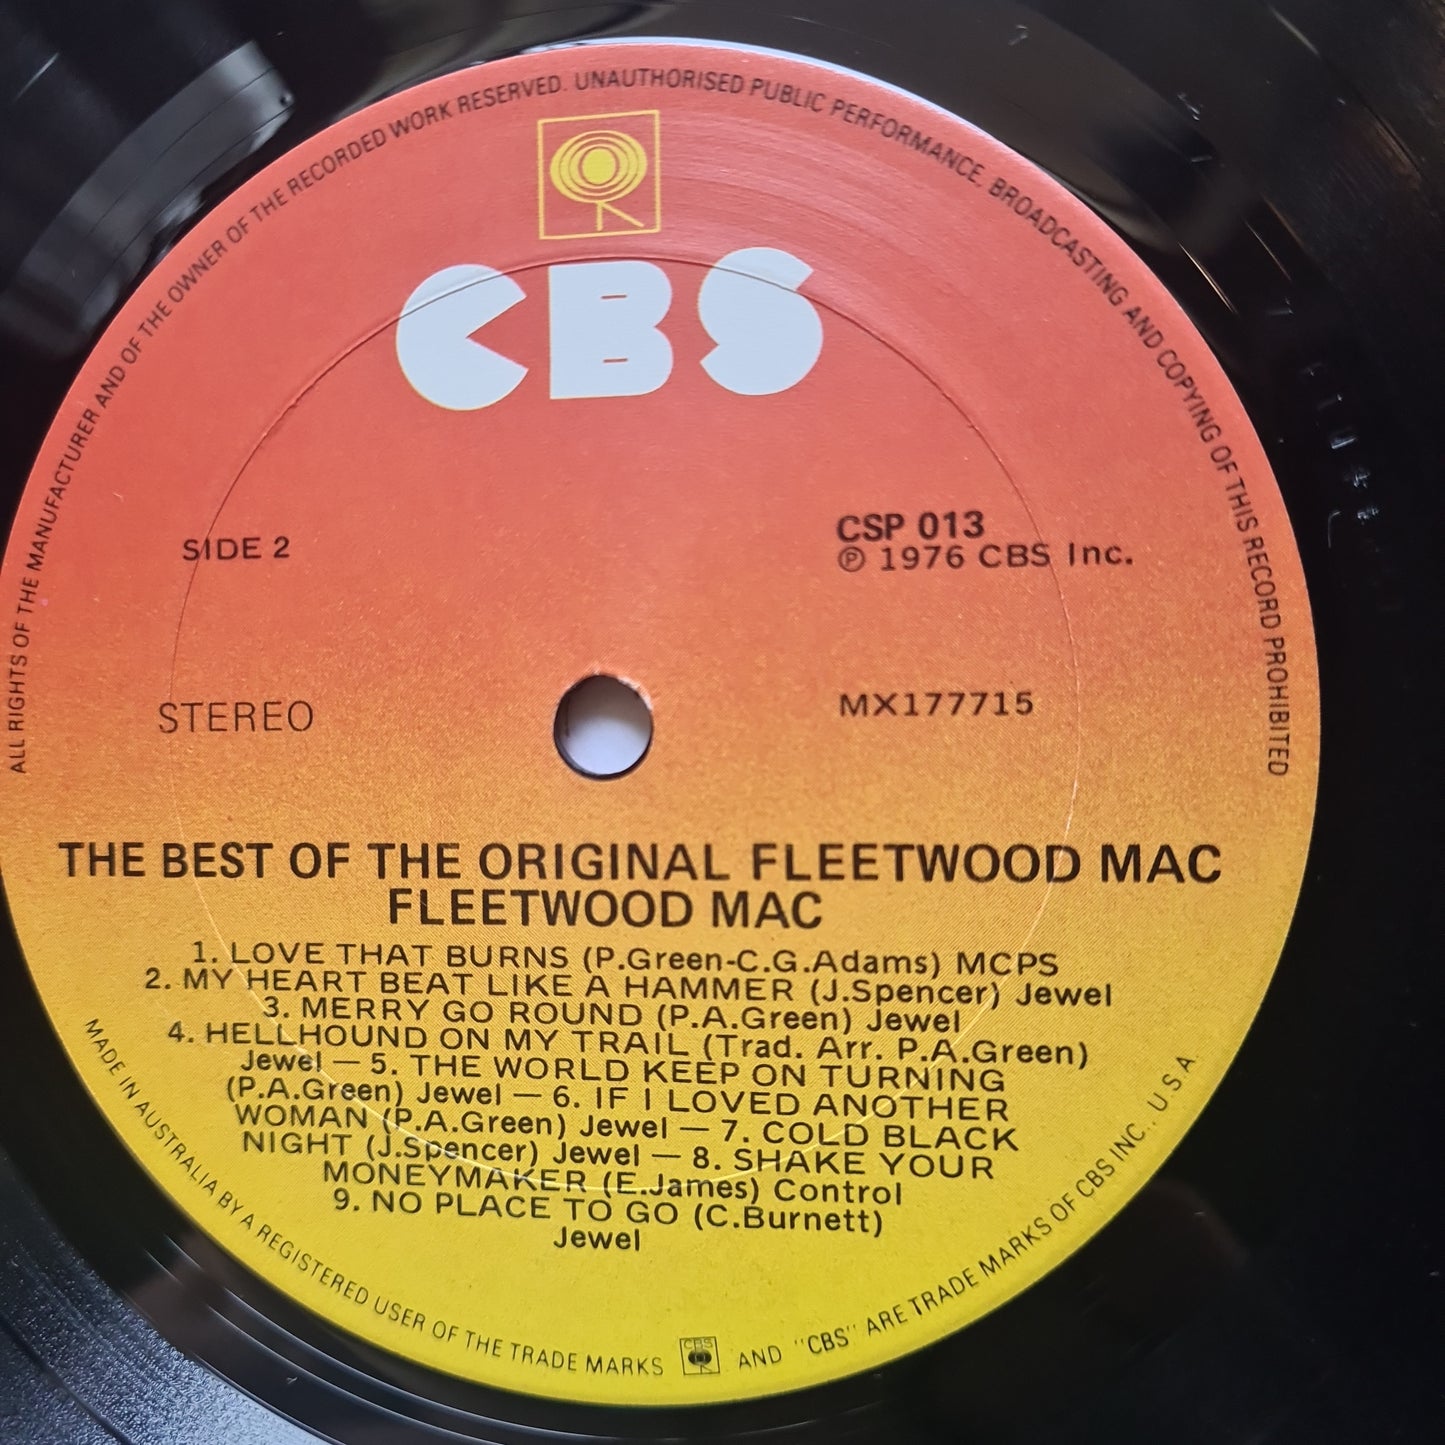 ALL RIGHTS OF THE MANUFACTURER AND OF THE OWNER OF THE RECORDED WORK RESERVED. UNAUTHORISED PUBLIC PERFORMANCE. BROADCASTING AND COPYING OF THIS RECORD PROHIBITED
CBS
SIDE 2
CSP 013
℗ 1976 CBS Inc.
STEREO
MX177715
THE BEST OF THE ORIGINAL FLEETWOOD MAC
FLEETWOOD MAC
1. LOVE THAT BURNS (P.Green-C.G.Adams) MCPS
2. MY HEART BEAT LIKE A HAMMER (J.Spencer) Jewel
3. MERRY GO ROUND (P.A.Green) Jewel
4. HELLHOUND ON MY TRAIL (Trad. Arr. P.A.Green)
Jewel — 5. THE WORLD KEEP ON TURNING
(P.A.Green) Jewel — 6. IF I LOVED ANOTHER
WOMAN (P.A.Green) Jewel — 7. COLD BLACK
NIGHT (J.Spencer) Jewel — 8. SHAKE YOUR
MONEYMAKER (E.James) Control
9. NO PLACE TO GO (C.Burnett)
Jewel
MADE IN AUSTRALIA BY A REGISTERED USER OF THE TRADE MARKS CBS AND "CBS" ARE TRADE MARKS OF CBS INC., U.S.A.